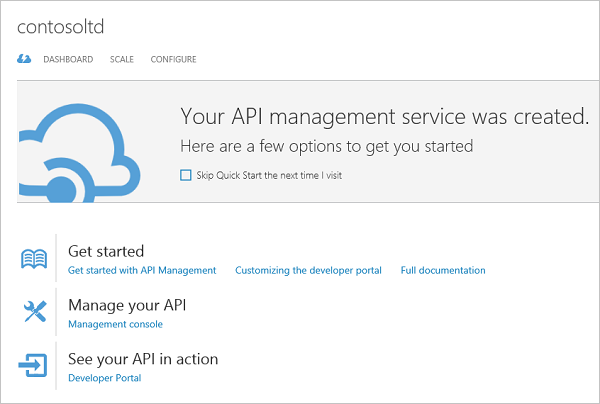 contosoltd
DASHBOARD SCALE CONFIGURE
Your API management service was created.
Here are a few options to get you started
Skip Quick Start the next time I visit
Get started
Get started with API Management Customizing the developer portal Full documentation
Manage your API
Management console
See your API in action
Developer Portal